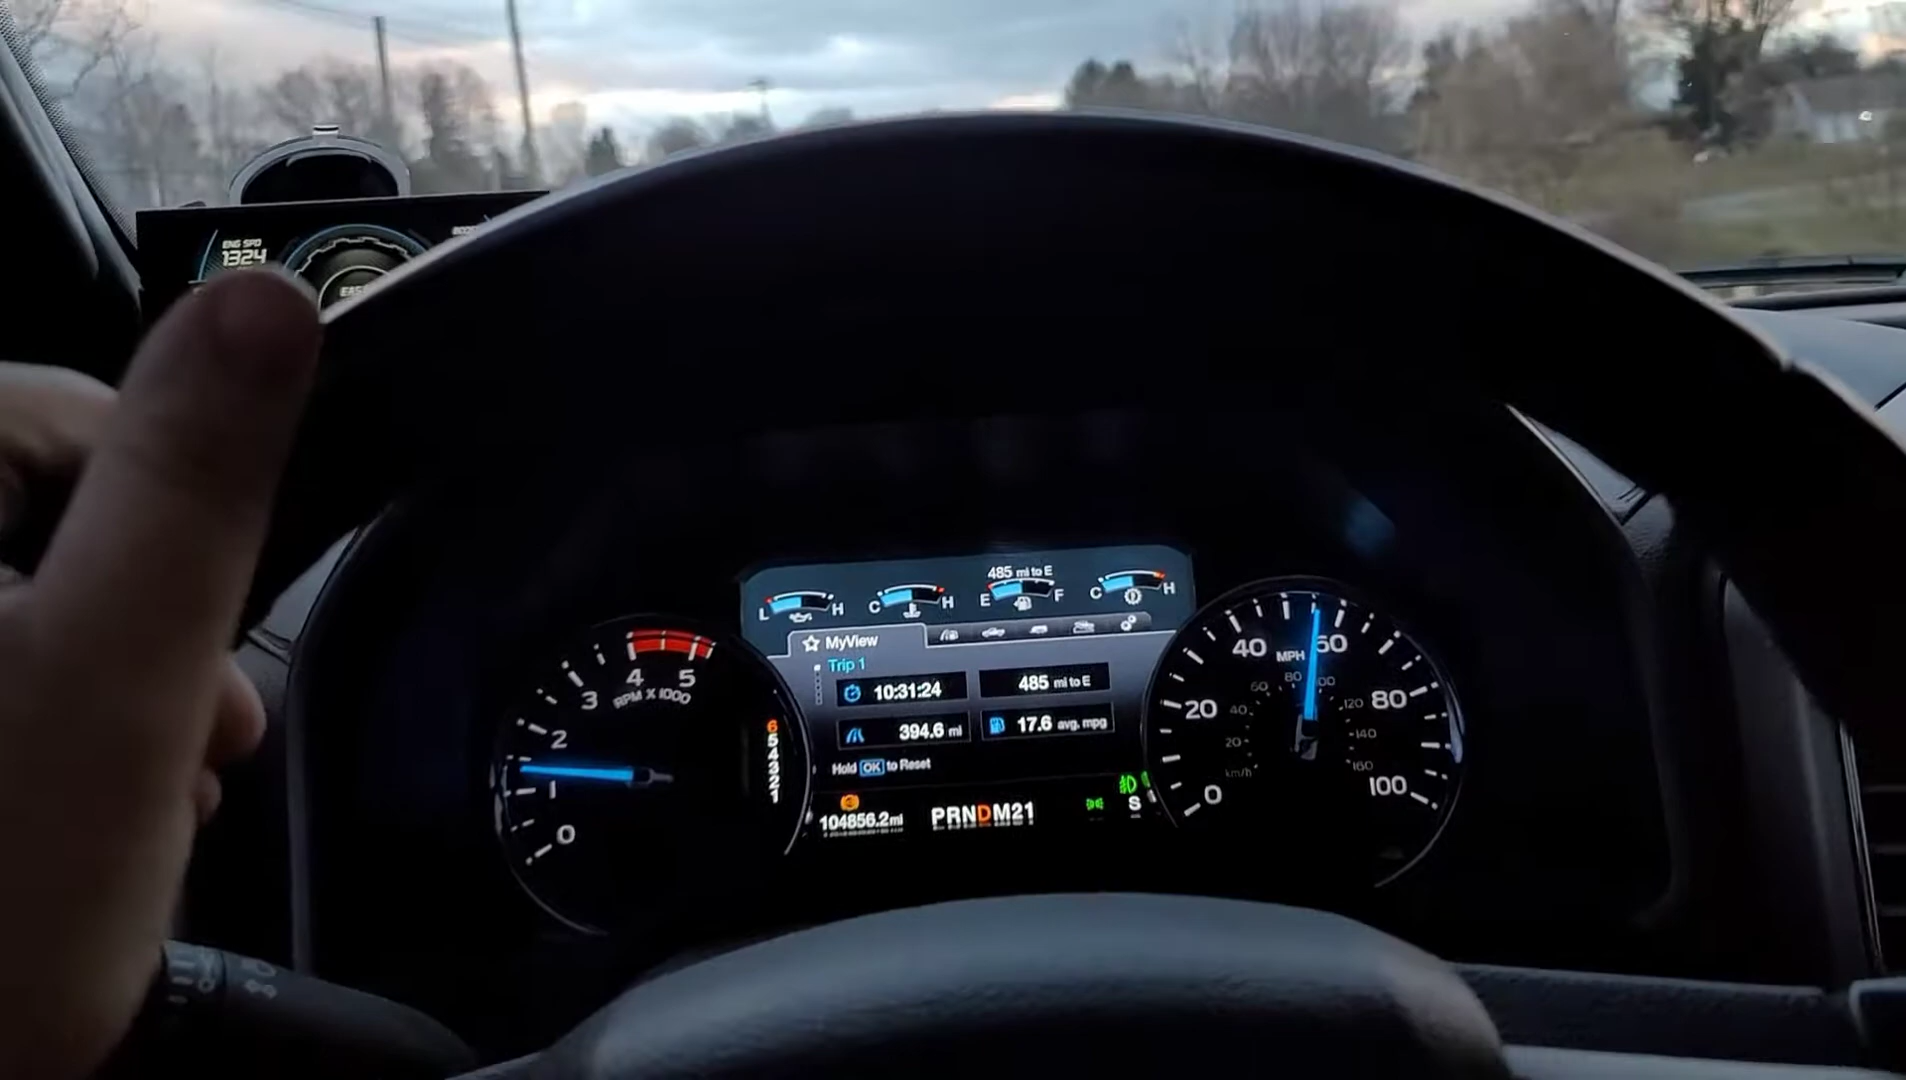 ENG SPD
1324
485 mi to E
L H
C H
E F
C H
MyView
Trip 1
10:31:24
485 mi to E
394.6 mi
17.6 avg. mpg
Hold OK to Reset
104856.2mi
PRNDM21
S
0
1
2
3
4
5
RPM X 1000
6
5
4
3
2
1
0
20
40
60
80
100
MPH
km/h
20
40
60
80
100
120
140
160